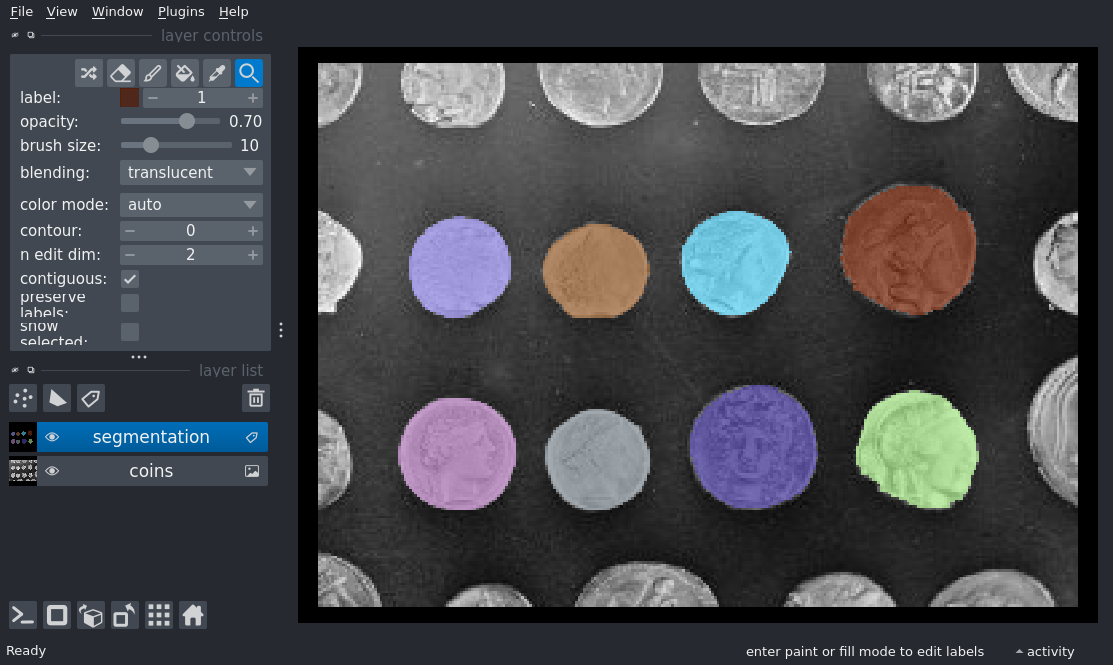 File View Window Plugins Help
layer controls
label: 1
opacity: 0.70
brush size: 10
blending: translucent
color mode: auto
contour: 0
n edit dim: 2
contiguous:
preserve
labels:
show
selected:
layer list
segmentation
coins
Ready
enter paint or fill mode to edit labels
activity